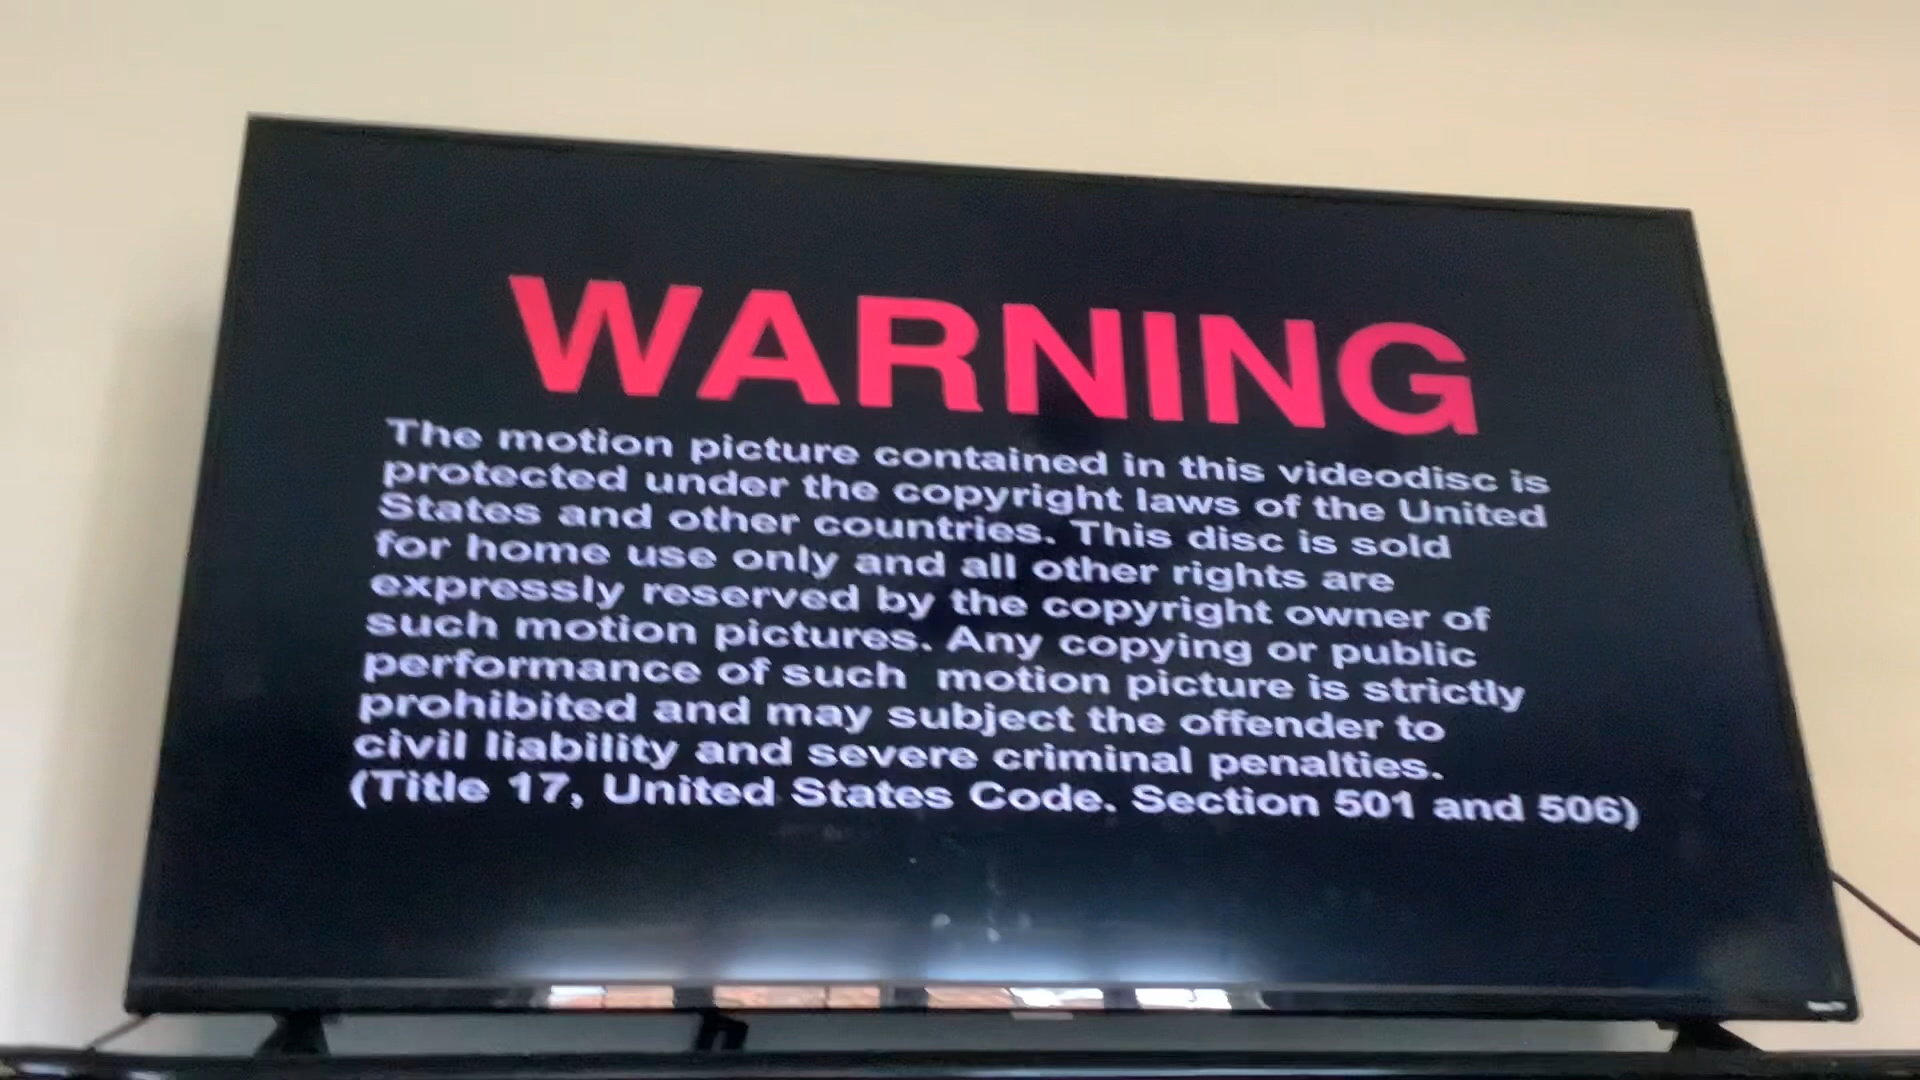 WARNING
The motion picture contained in this videodisc is
protected under the copyright laws of the United
States and other countries. This disc is sold
for home use only and all other rights are
expressly reserved by the copyright owner of
such motion pictures. Any copying or public
performance of such motion picture is strictly
prohibited and may subject the offender to
civil liability and severe criminal penalties.
(Title 17, United States Code. Section 501 and 506)